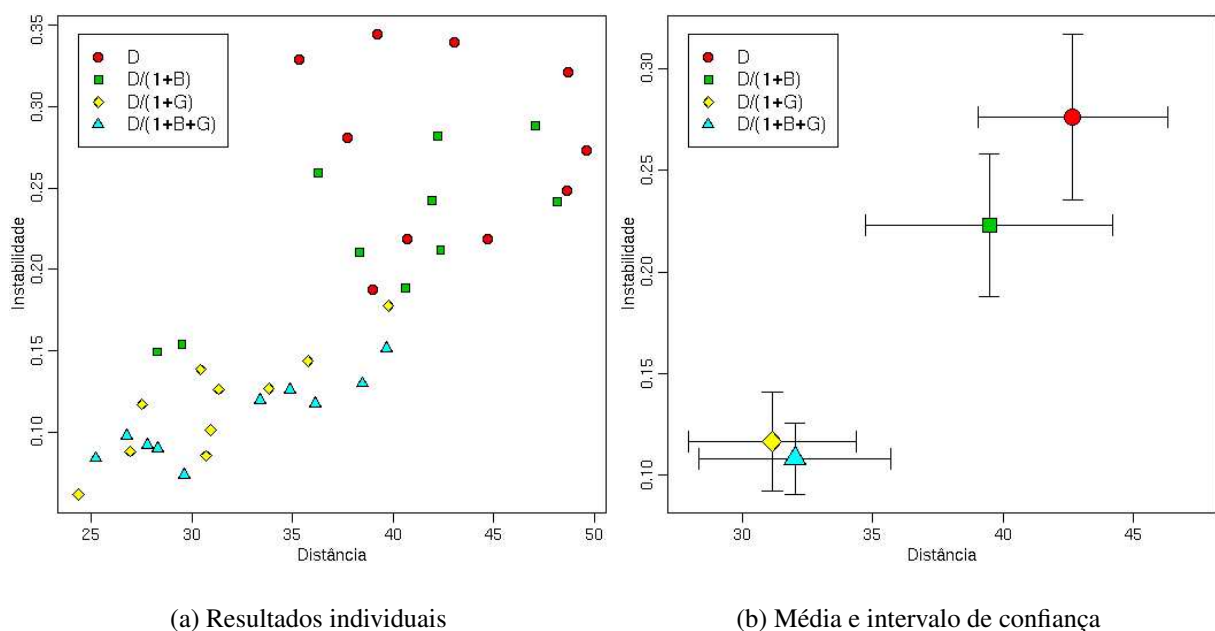 D
D/(1+B)
D/(1+G)
D/(1+B+G)
Instabilidade
0.35
0.30
0.25
0.20
0.15
0.10
25 30 35 40 45 50
Distância
(a) Resultados individuais
D
D/(1+B)
D/(1+G)
D/(1+B+G)
Instabilidade
0.30
0.25
0.20
0.15
0.10
30 35 40 45
Distância
(b) Média e intervalo de confiança